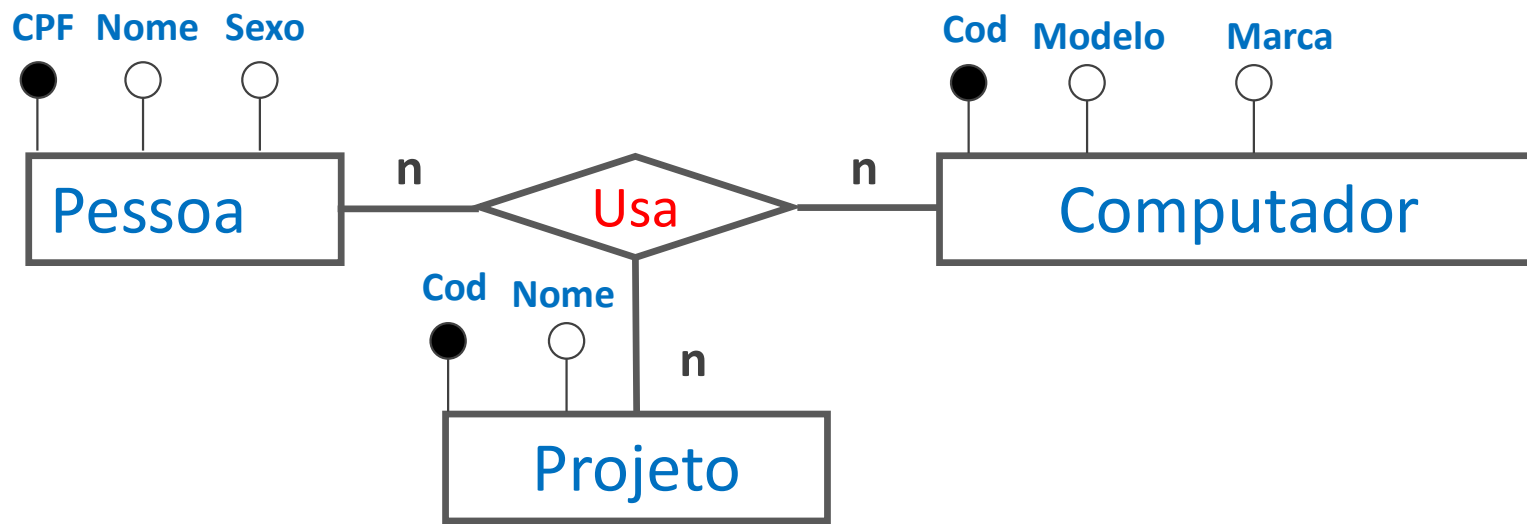 CPF Nome Sexo
Cod Modelo Marca
Pessoa
n
Usa
n
Computador
Cod Nome
n
Projeto